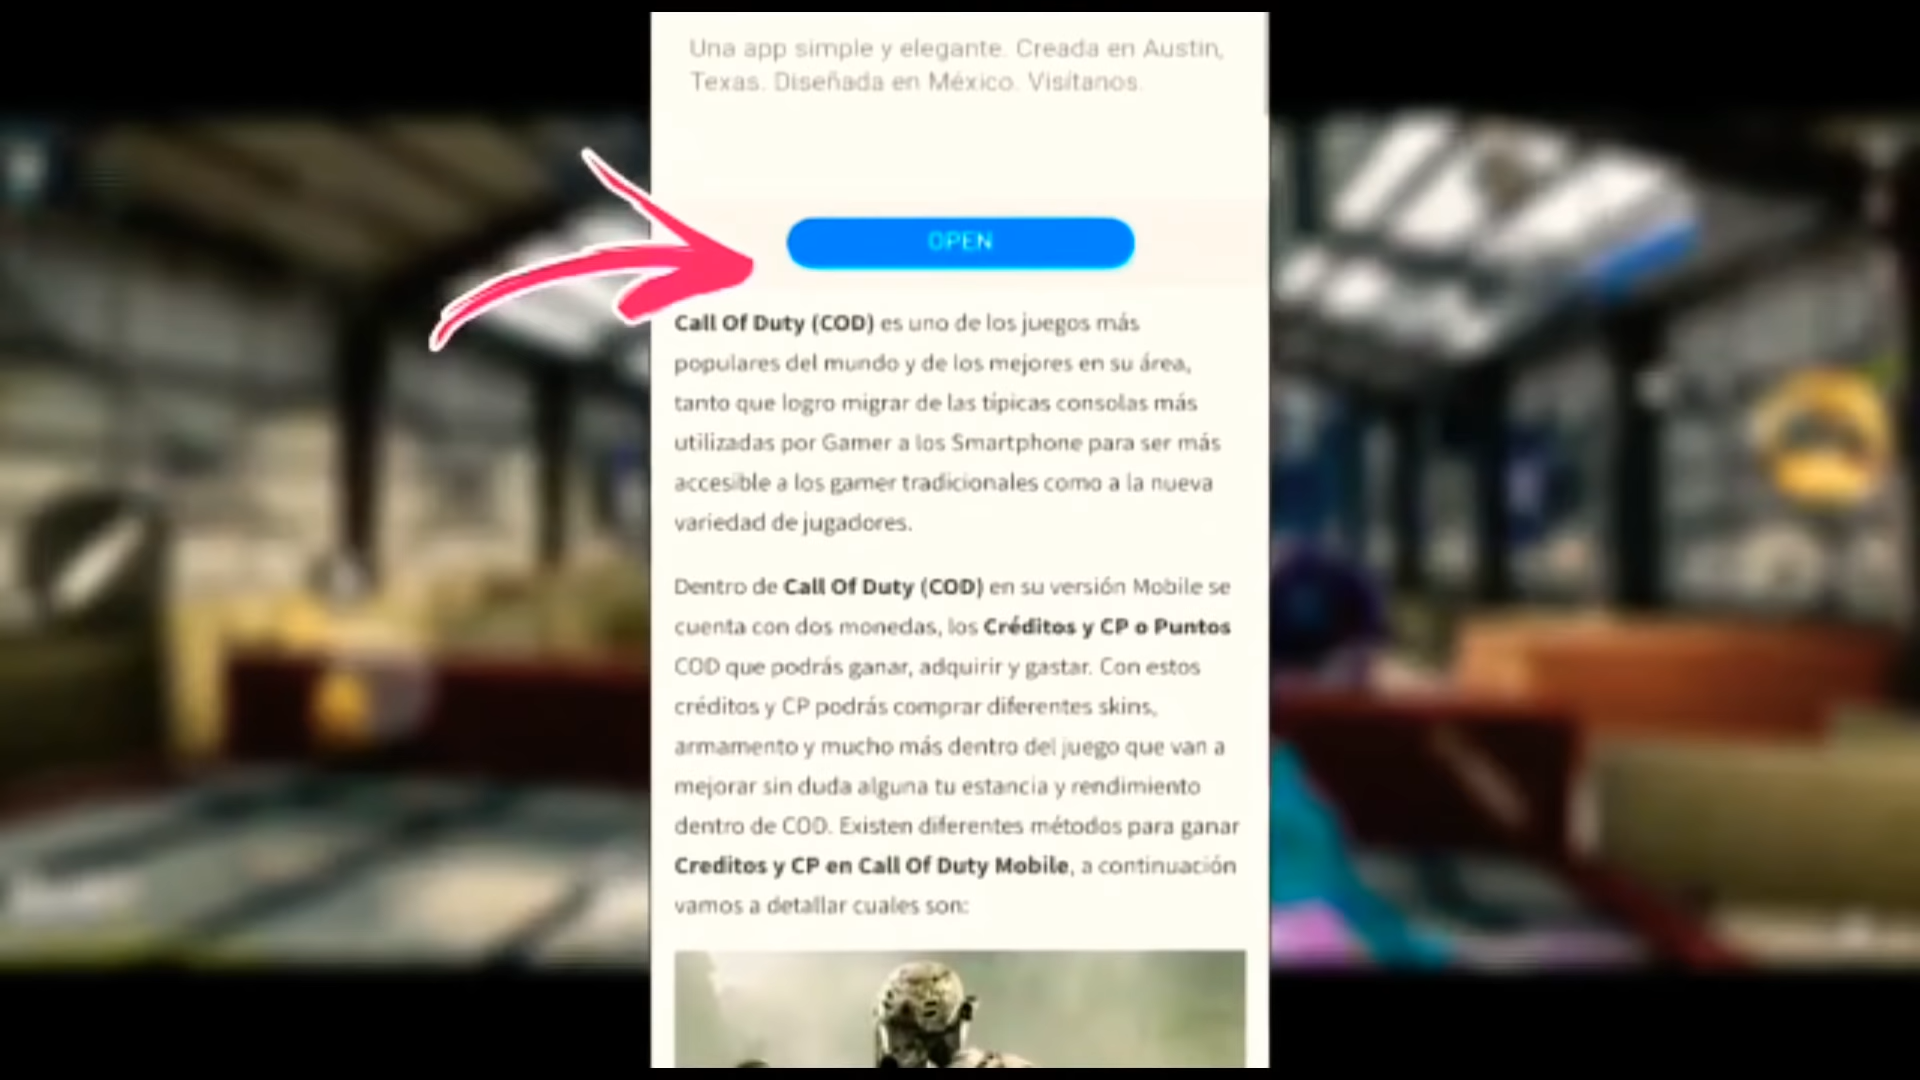 Una app simple y elegante. Creada en Austin,
Texas. Diseñada en México. Visítanos.
OPEN
Call Of Duty (COD) es uno de los juegos más
populares del mundo y de los mejores en su área,
tanto que logro migrar de las típicas consolas más
utilizadas por Gamer a los Smartphone para ser más
accesible a los gamer tradicionales como a la nueva
variedad de jugadores.
Dentro de Call Of Duty (COD) en su versión Mobile se
cuenta con dos monedas, los Créditos y CP o Puntos
COD que podrás ganar, adquirir y gastar. Con estos
créditos y CP podrás comprar diferentes skins,
armamento y mucho más dentro del juego que van a
mejorar sin duda alguna tu estancia y rendimiento
dentro de COD. Existen diferentes métodos para ganar
Creditos y CP en Call Of Duty Mobile, a continuación
vamos a detallar cuales son: